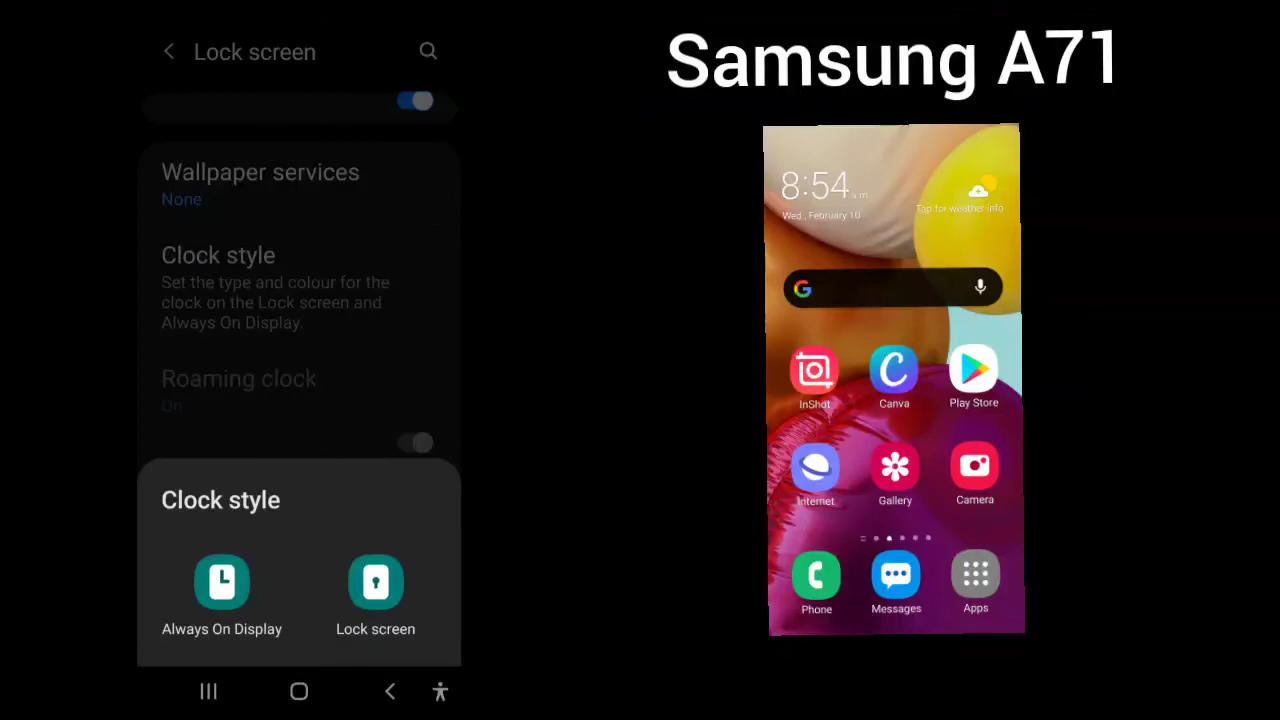 Lock screen
Wallpaper services
None
Clock style
Set the type and colour for the
clock on the Lock screen and
Always On Display.
Roaming clock
On
Clock style
Always On Display
Lock screen
Samsung A71
8:54 a.m.
Wed., February 10
Tap for weather info
InShot
Canva
Play Store
Internet
Gallery
Camera
Phone
Messages
Apps